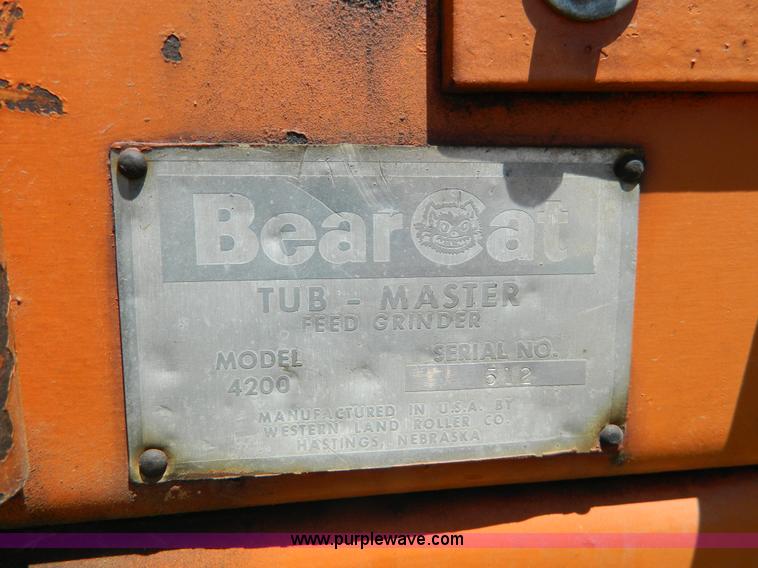 BearCat
TUB - MASTER
FEED GRINDER
MODEL SERIAL NO.
4200 512
MANUFACTURED IN U.S.A. BY
WESTERN LAND ROLLER CO.
HASTINGS, NEBRASKA
www.purplewave.com